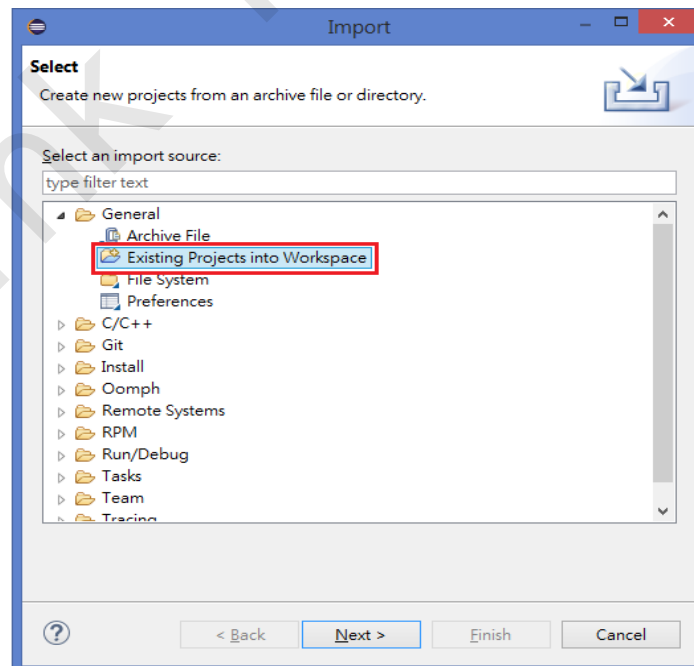 Import
Select
Create new projects from an archive file or directory.
Select an import source:
type filter text
General
Archive File
Existing Projects into Workspace
File System
Preferences
C/C++
Git
Install
Oomph
Remote Systems
RPM
Run/Debug
Tasks
Team
Tracing
< Back Next > Finish Cancel